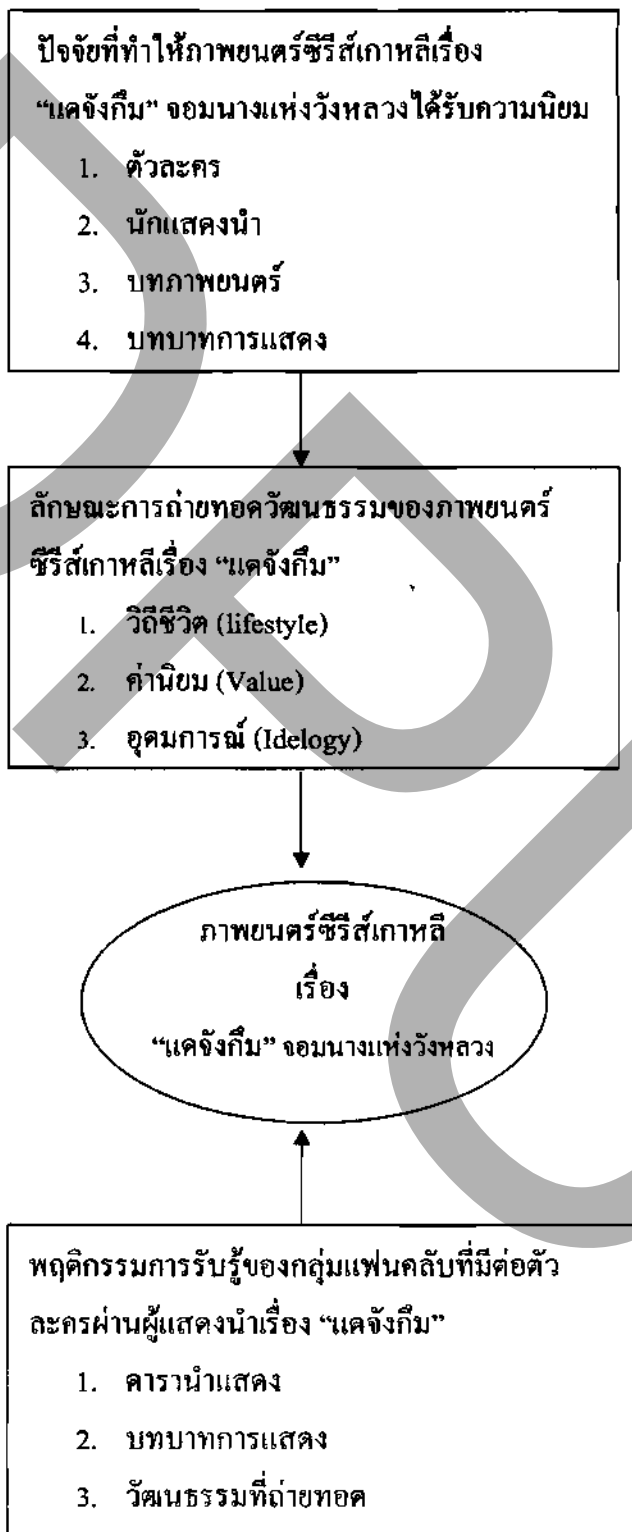 ปัจจัยที่ทำให้ภาพยนตร์ซีรีส์เกาหลีเรื่อง
“แดจังกึม” จอมนางแห่งวังหลวงได้รับความนิยม
1. ตัวละคร
2. นักแสดงนำ
3. บทภาพยนตร์
4. บทบาทการแสดง
ลักษณะการถ่ายทอดวัฒนธรรมของภาพยนตร์
ซีรีส์เกาหลีเรื่อง “แดจังกึม”
1. วิถีชีวิต (lifestyle)
2. ค่านิยม (Value)
3. อุดมการณ์ (Idelogy)
ภาพยนตร์ซีรีส์เกาหลี
เรื่อง
“แดจังกึม” จอมนางแห่งวังหลวง
พฤติกรรมการรับรู้ของกลุ่มแฟนคลับที่มีต่อตัว
ละครผ่านผู้แสดงนำเรื่อง “แดจังกึม”
1. ดารานำแสดง
2. บทบาทการแสดง
3. วัฒนธรรมที่ถ่ายทอด